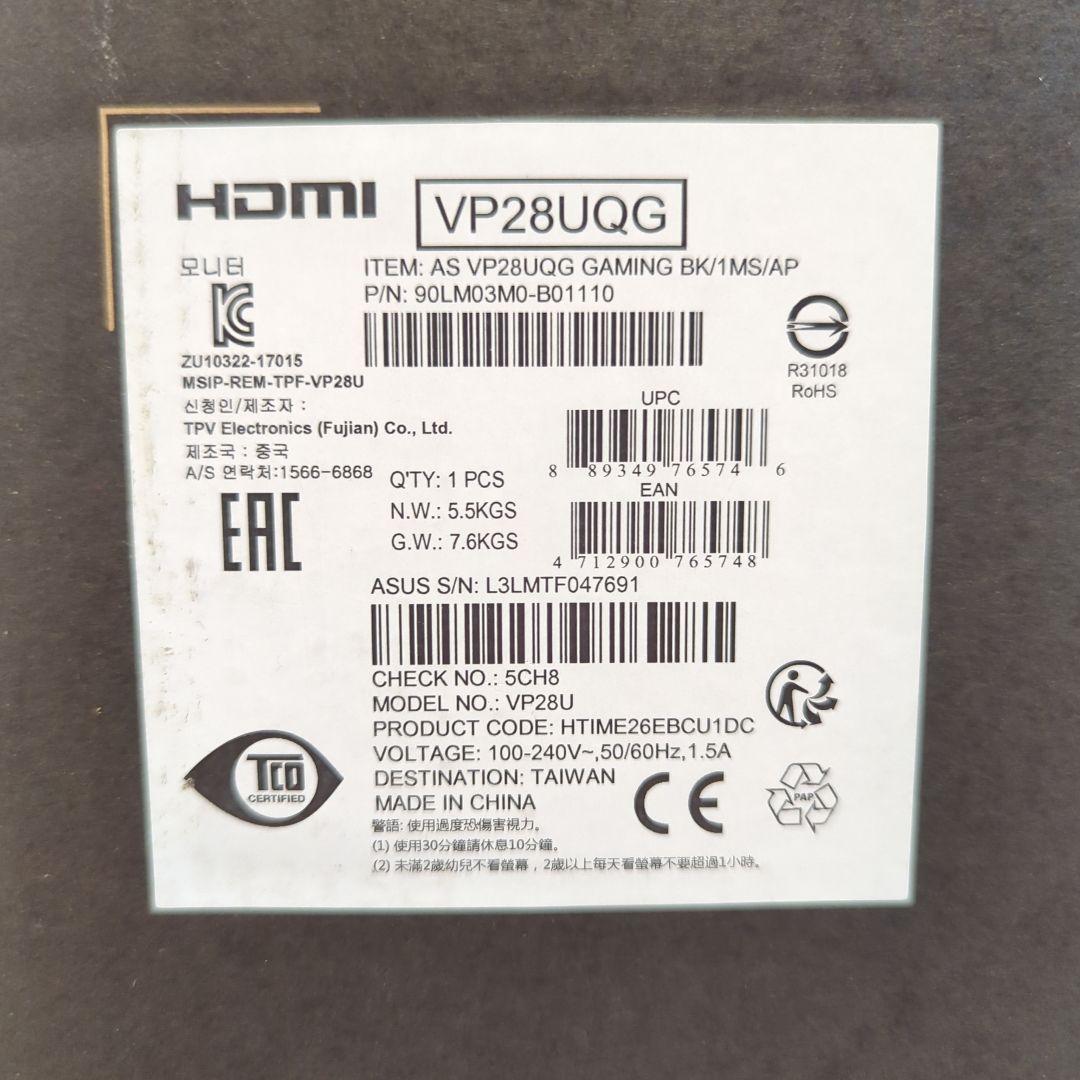 HDMI
VP28UQG
모니터
ITEM: AS VP28UQG GAMING BK/1MS/AP
P/N: 90LM03M0-B01110
ZU10322-17015
MSIP-REM-TPF-VP28U
신청인/제조자 :
TPV Electronics (Fujian) Co., Ltd.
제조국 : 중국
A/S 연락처:1566-6868
R31018
RoHS
UPC
8 89349 76574 6
Q'TY: 1 PCS
N.W.: 5.5KGS
G.W.: 7.6KGS
EAN
4 712900 765748
EAC
ASUS S/N: L3LMTF047691
CHECK NO.: 5CH8
MODEL NO.: VP28U
PRODUCT CODE: HTIME26EBCU1DC
VOLTAGE: 100-240V~,50/60Hz,1.5A
DESTINATION: TAIWAN
MADE IN CHINA
TCO
CERTIFIED
CE
PAP
警語: 使用過度恐傷害視力。
(1) 使用30分鐘請休息10分鐘。
(2) 未滿2歲幼兒不看螢幕，2歲以上每天看螢幕不要超過1小時。